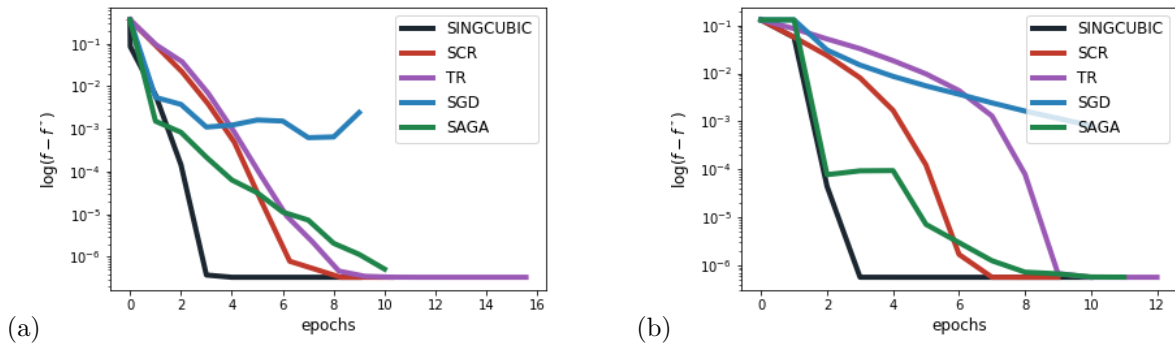 SINGCUBIC
SCR
TR
SGD
SAGA
10⁻¹
10⁻²
10⁻³
10⁻⁴
10⁻⁵
10⁻⁶
log(f − f*)
0 2 4 6 8 10 12 14 16
epochs
(a)
SINGCUBIC
SCR
TR
SGD
SAGA
10⁻¹
10⁻²
10⁻³
10⁻⁴
10⁻⁵
10⁻⁶
log(f − f*)
0 2 4 6 8 10 12
epochs
(b)